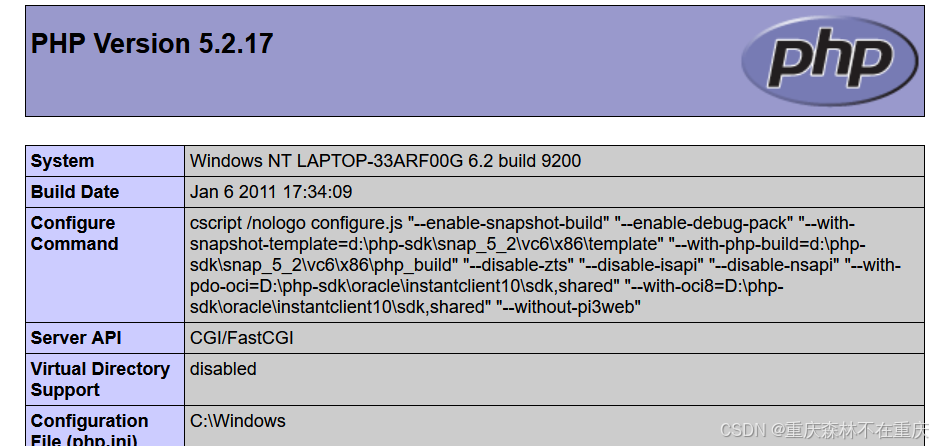 PHP Version 5.2.17
php
System
Windows NT LAPTOP-33ARF00G 6.2 build 9200
Build Date
Jan 6 2011 17:34:09
Configure
Command
cscript /nologo configure.js "--enable-snapshot-build" "--enable-debug-pack" "--with-
snapshot-template=d:\php-sdk\snap_5_2\vc6\x86\template" "--with-php-build=d:\php-
sdk\snap_5_2\vc6\x86\php_build" "--disable-zts" "--disable-isapi" "--disable-nsapi" "--with-
pdo-oci=D:\php-sdk\oracle\instantclient10\sdk,shared" "--with-oci8=D:\php-
sdk\oracle\instantclient10\sdk,shared" "--without-pi3web"
Server API
CGI/FastCGI
Virtual Directory
Support
disabled
Configuration
File (php.ini)
C:\Windows
CSDN @重庆森林不在重庆